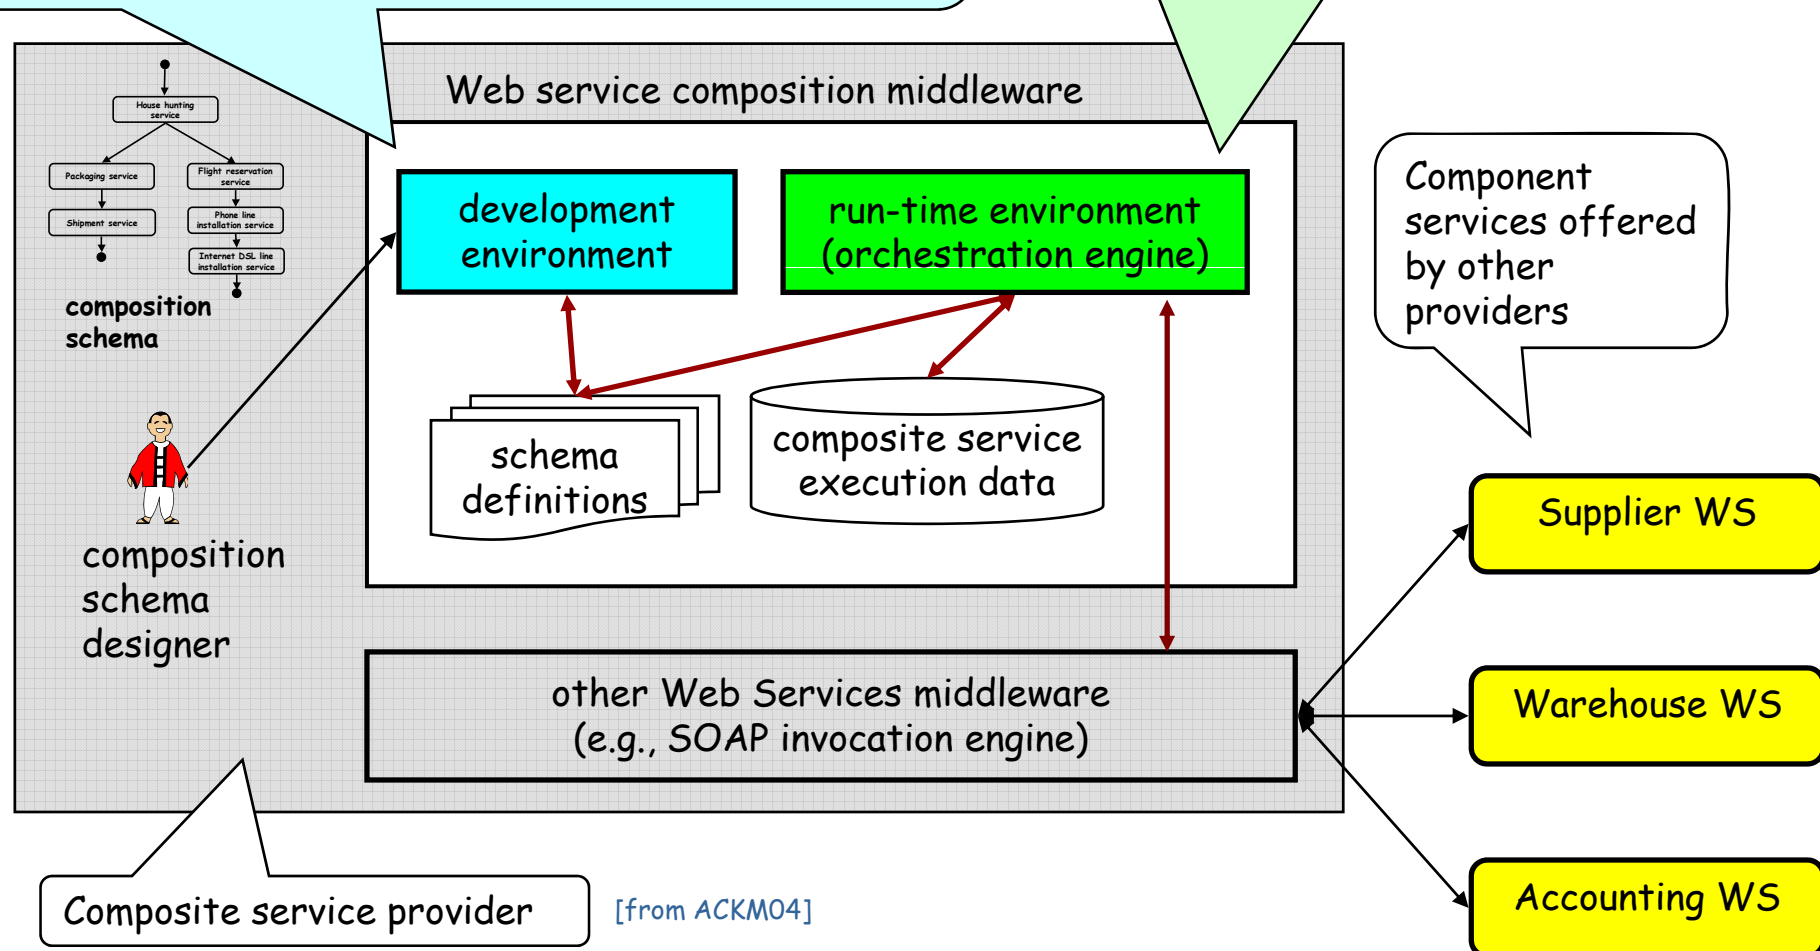 Web service composition middleware
House hunting
service
Packaging service
Flight reservation
service
Shipment service
Phone line
installation service
Internet DSL line
installation service
composition
schema
development
environment
run-time environment
(orchestration engine)
Component
services offered
by other
providers
schema
definitions
composite service
execution data
composition
schema
designer
other Web Services middleware
(e.g., SOAP invocation engine)
Supplier WS
Warehouse WS
Accounting WS
Composite service provider
[from ACKM04]